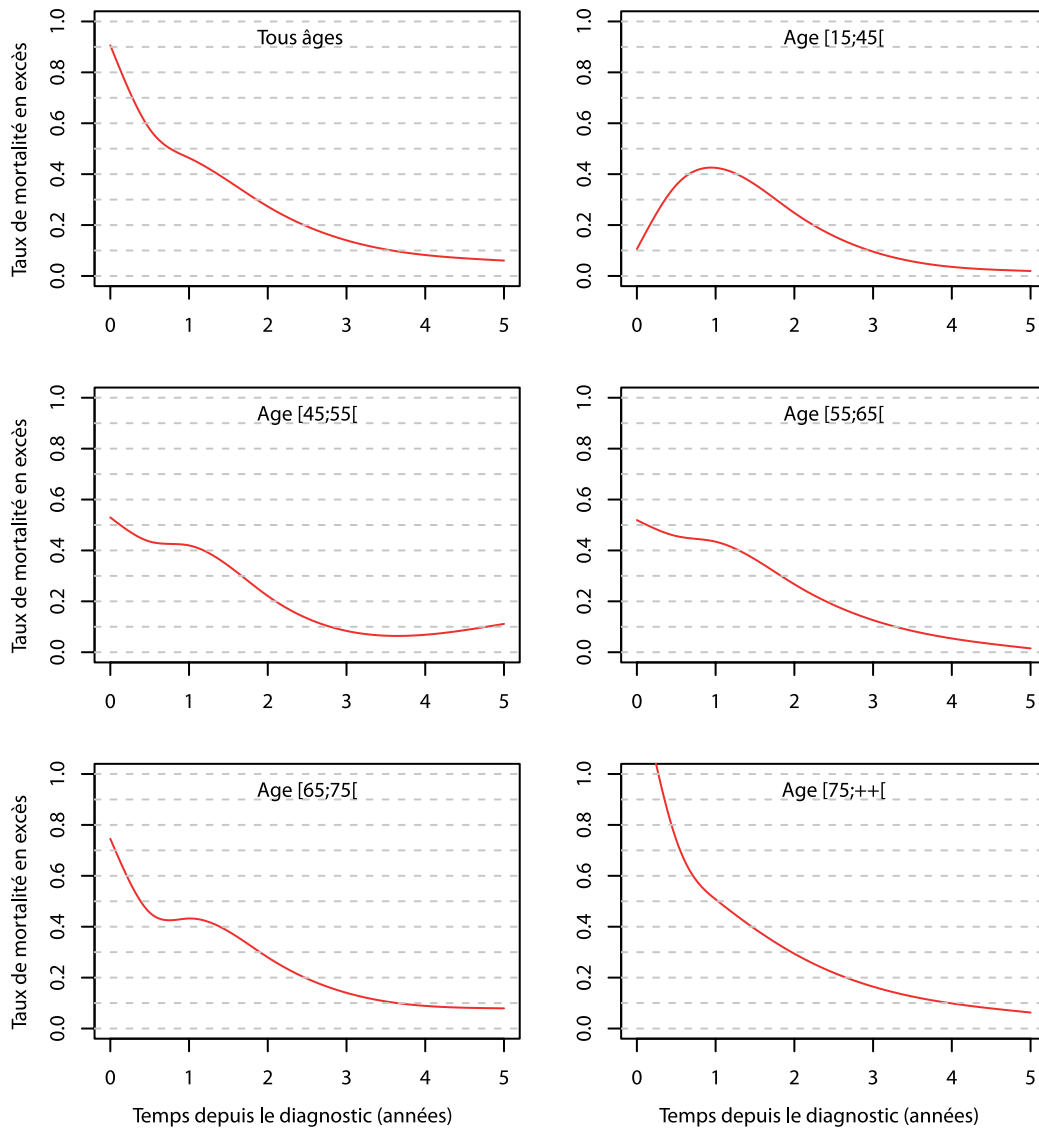 Tous âges
Taux de mortalité en excès
0.0 0.2 0.4 0.6 0.8 1.0
0 1 2 3 4 5
Age [15;45[
0.0 0.2 0.4 0.6 0.8 1.0
0 1 2 3 4 5
Age [45;55[
Taux de mortalité en excès
0.0 0.2 0.4 0.6 0.8 1.0
0 1 2 3 4 5
Age [55;65[
0.0 0.2 0.4 0.6 0.8 1.0
0 1 2 3 4 5
Age [65;75[
Taux de mortalité en excès
0.0 0.2 0.4 0.6 0.8 1.0
0 1 2 3 4 5
Temps depuis le diagnostic (années)
Age [75;++[
0.0 0.2 0.4 0.6 0.8 1.0
0 1 2 3 4 5
Temps depuis le diagnostic (années)